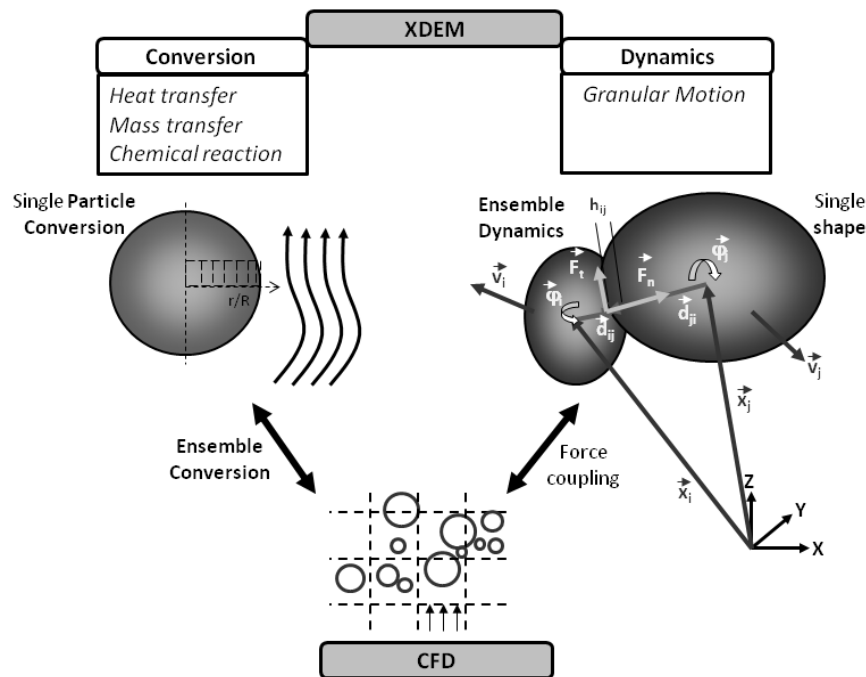 XDEM
Conversion
Heat transfer
Mass transfer
Chemical reaction
Dynamics
Granular Motion
Single Particle
Conversion
r/R
Ensemble
Dynamics
h_ij
Single
shape
F_t
F_n
φ_i
φ_j
d_ij
d_ji
v_i
v_j
x_j
x_i
Ensemble
Conversion
Force
coupling
Z
Y
X
CFD